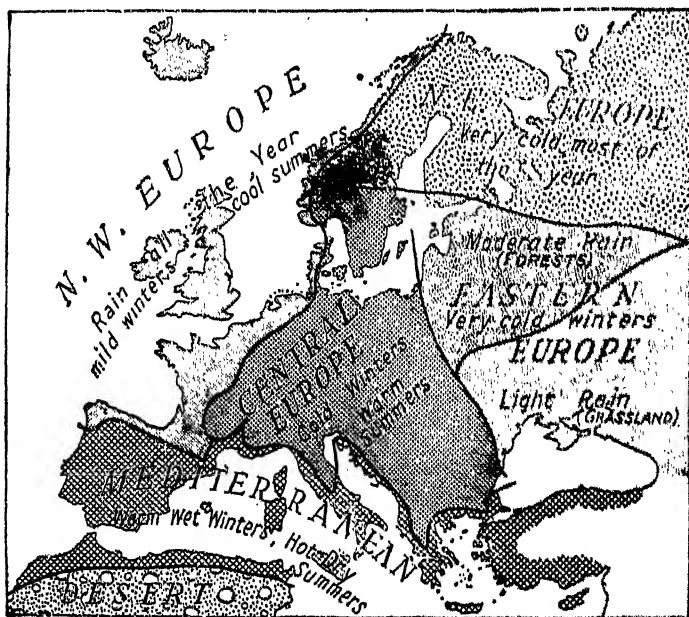 N. W. EUROPE
Rain all the Year
mild winters cool summers
N. E. EUROPE
Very cold most of
the year
Moderate Rain
(FORESTS)
EASTERN
Very cold winters
EUROPE
Light Rain
(GRASSLAND)
CENTRAL
EUROPE
Cold Winters
Warm
Summers
MEDITERRANEAN
Warm Wet Winters, Hot Dry
Summers
DESERT